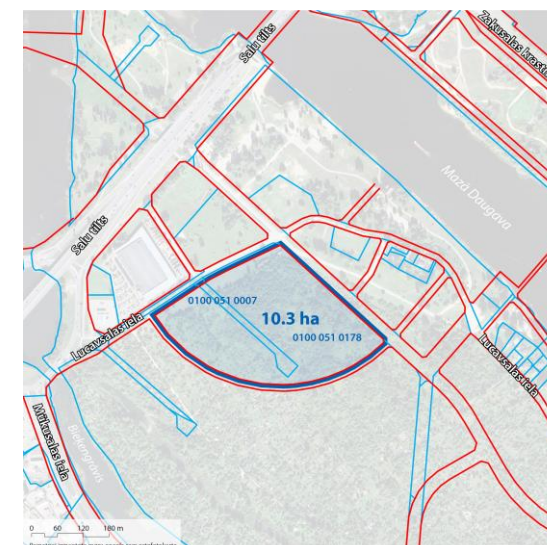 Salu tilts
Zaķusalas krastm
Mazā Daugava
Salu tilts
0100 051 0007
10.3 ha
0100 051 0178
Lucavsalas iela
Lucavsalas iela
Mūkusalas iela
Bieķengrāvis
0 60 120 180 m